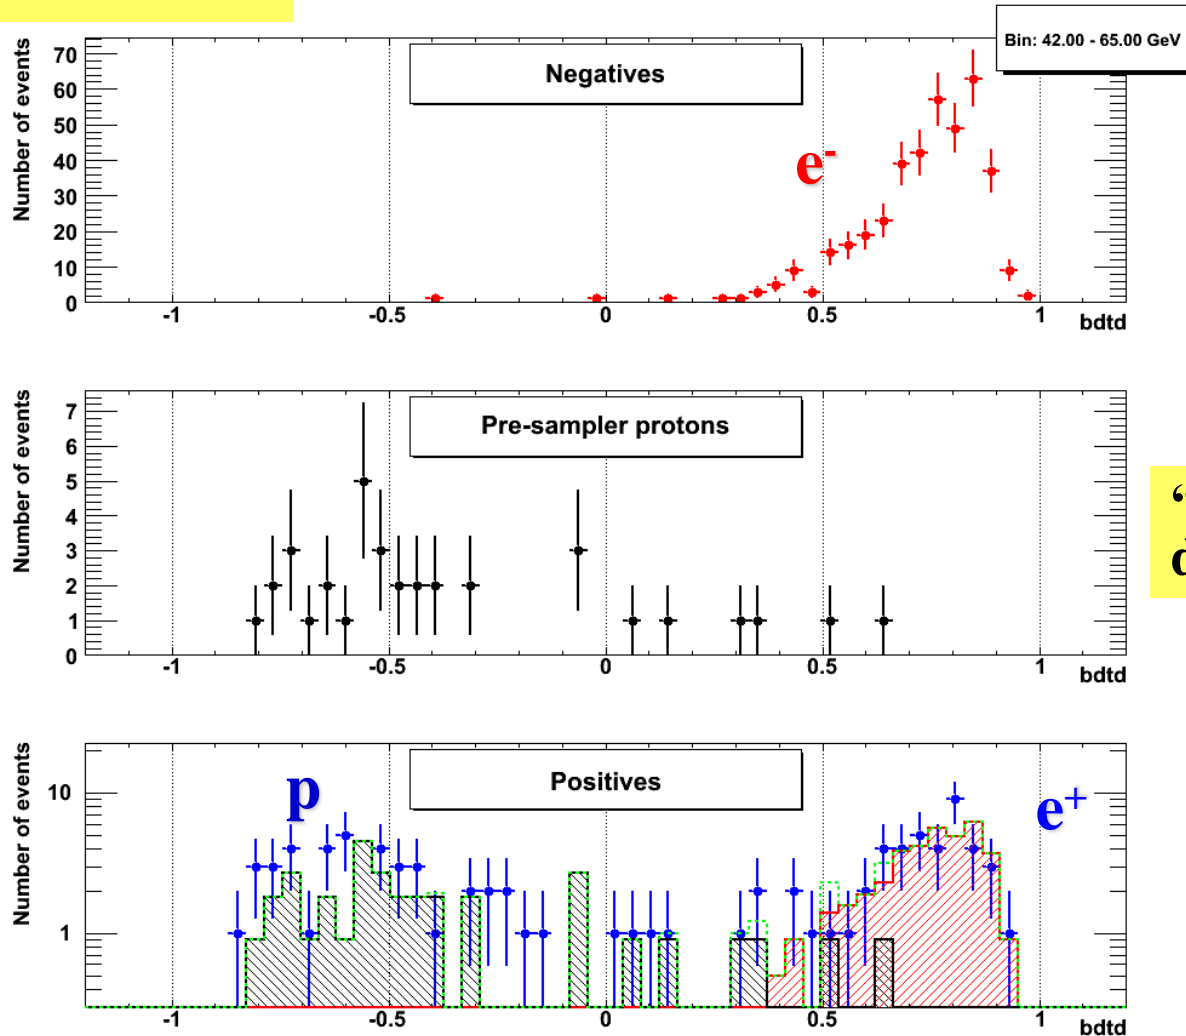 Bin: 42.00 - 65.00 GeV
Negatives
Number of events
70
60
50
40
30
20
10
0
e-
-1 -0.5 0 0.5 1
bdtd
Pre-sampler protons
Number of events
7
6
5
4
3
2
1
0
-1 -0.5 0 0.5 1
bdtd
Positives
Number of events
10
1
p
e+
-1 -0.5 0 0.5 1
bdtd